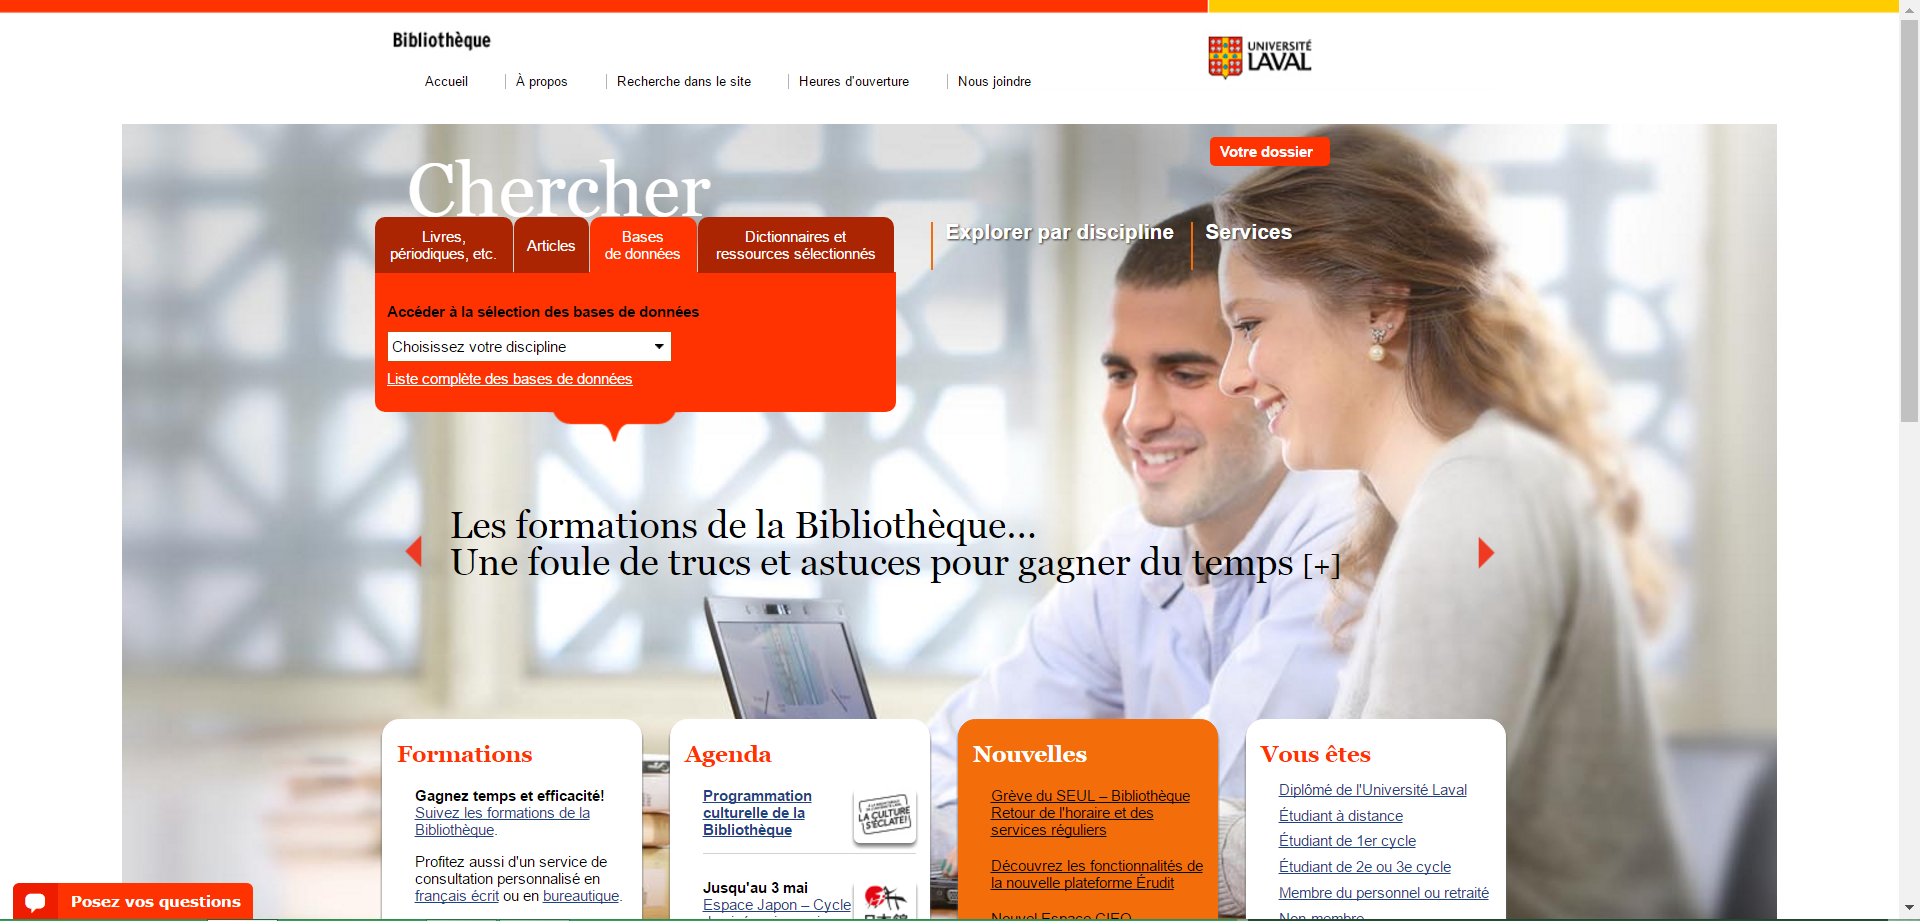 Bibliothèque
UNIVERSITÉ
LAVAL
Accueil
À propos
Recherche dans le site
Heures d'ouverture
Nous joindre
Votre dossier
Chercher
Livres,
périodiques, etc.
Articles
Bases
de données
Dictionnaires et
ressources sélectionnés
Explorer par discipline
Services
Accéder à la sélection des bases de données
Choisissez votre discipline
Liste complète des bases de données
Les formations de la Bibliothèque...
Une foule de trucs et astuces pour gagner du temps [+]
Formations
Gagnez temps et efficacité!
Suivez les formations de la
Bibliothèque.
Profitez aussi d'un service de
consultation personnalisé en
français écrit ou en bureautique.
Agenda
Programmation
culturelle de la
Bibliothèque
LA CULTURE
S'ÉCLATE!
Jusqu'au 3 mai
Espace Japon – Cycle
Nouvelles
Grève du SEUL – Bibliothèque
Retour de l'horaire et des
services réguliers
Découvrez les fonctionnalités de
la nouvelle plateforme Érudit
Nouvel Espace CIEQ
Vous êtes
Diplômé de l'Université Laval
Étudiant à distance
Étudiant de 1er cycle
Étudiant de 2e ou 3e cycle
Membre du personnel ou retraité
Non-membre
Posez vos questions